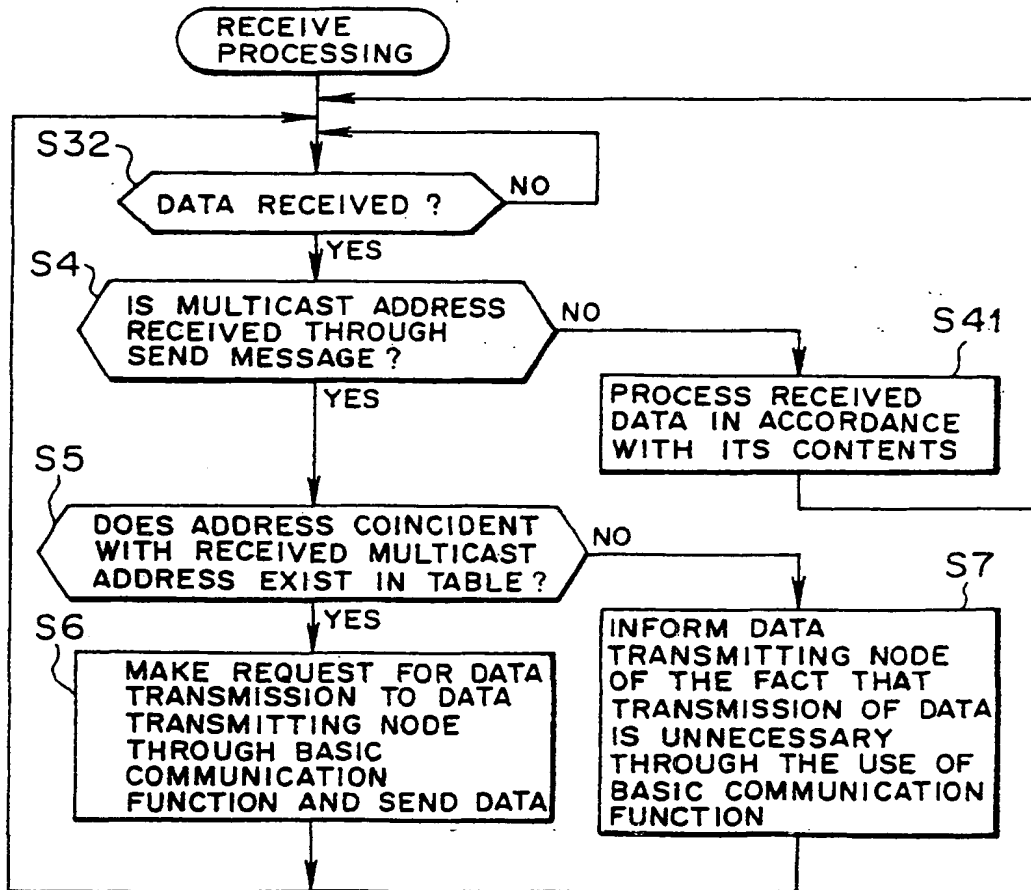 RECEIVE
PROCESSING
S32
DATA RECEIVED ?
NO
YES
S4
IS MULTICAST ADDRESS
RECEIVED THROUGH
SEND MESSAGE ?
NO
YES
S41
PROCESS RECEIVED
DATA IN ACCORDANCE
WITH ITS CONTENTS
S5
DOES ADDRESS COINCIDENT
WITH RECEIVED MULTICAST
ADDRESS EXIST IN TABLE ?
NO
YES
S6
MAKE REQUEST FOR DATA
TRANSMISSION TO DATA
TRANSMITTING NODE
THROUGH BASIC
COMMUNICATION
FUNCTION AND SEND DATA
S7
INFORM DATA
TRANSMITTING NODE
OF THE FACT THAT
TRANSMISSION OF DATA
IS UNNECESSARY
THROUGH THE USE OF
BASIC COMMUNICATION
FUNCTION